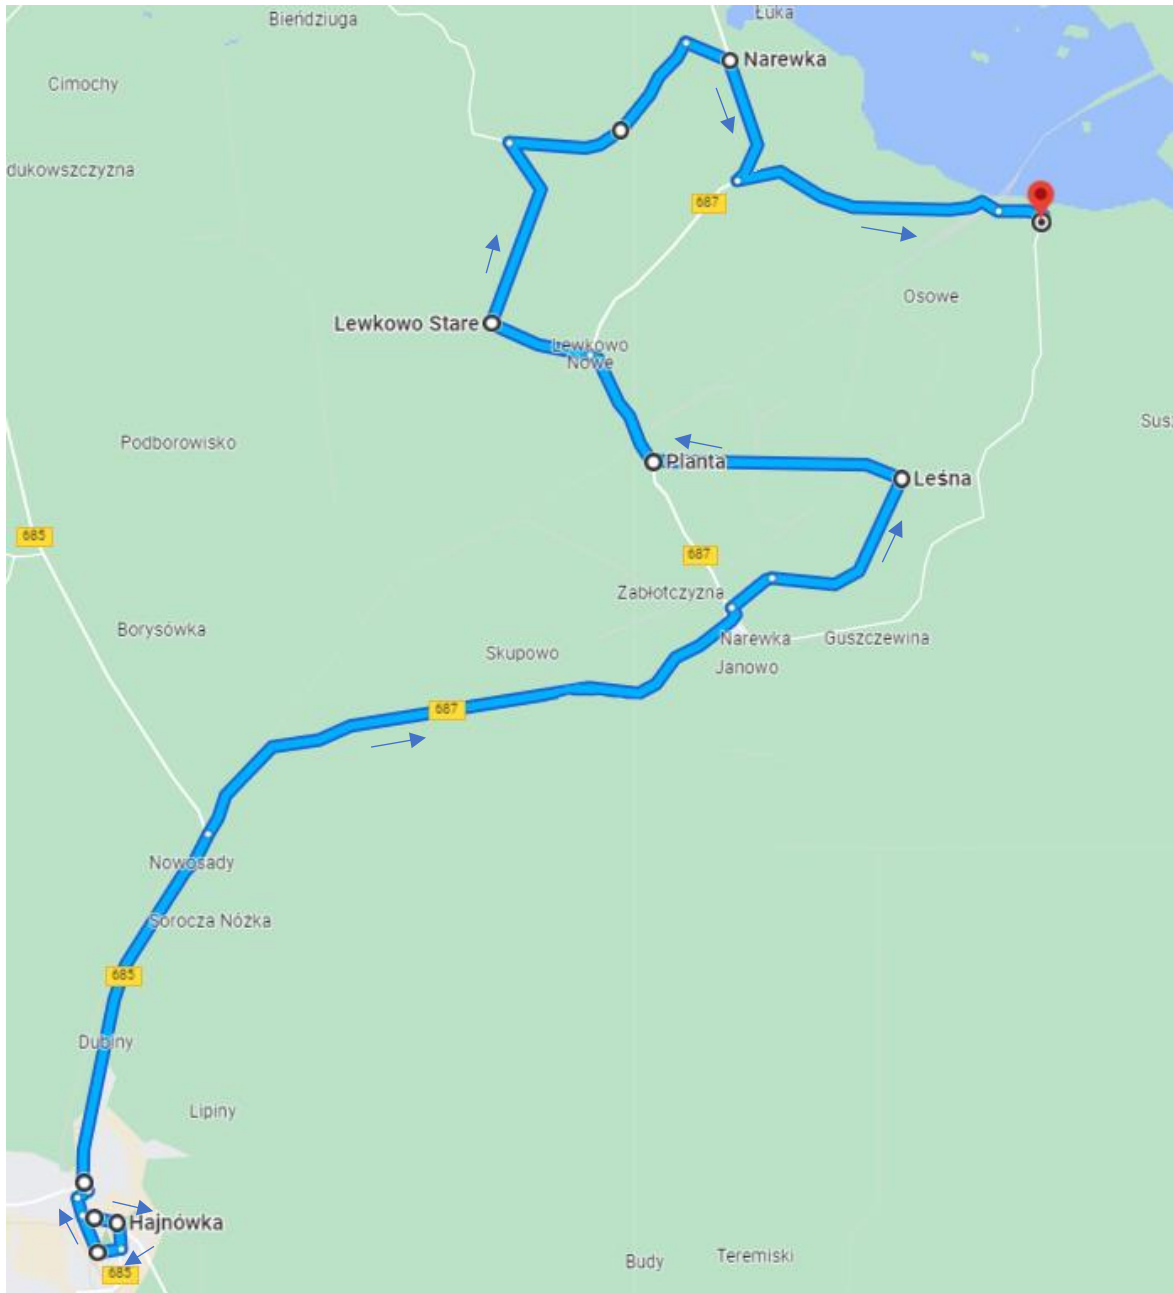 Bieńdziuga
Łuka
Narewka
Cimochy
dukowszczyzna
687
Osowe
Lewkowo Stare
Lewkowo
Nowe
Podborowisko
Sus
Planta
Leśna
685
687
Zabłotczyzna
Borysówka
Narewka
Guszczewina
Skupowo
Janowo
687
Nowosady
Sorocza Nóżka
685
Dubiny
Lipiny
Hajnówka
Budy
Teremiski
685